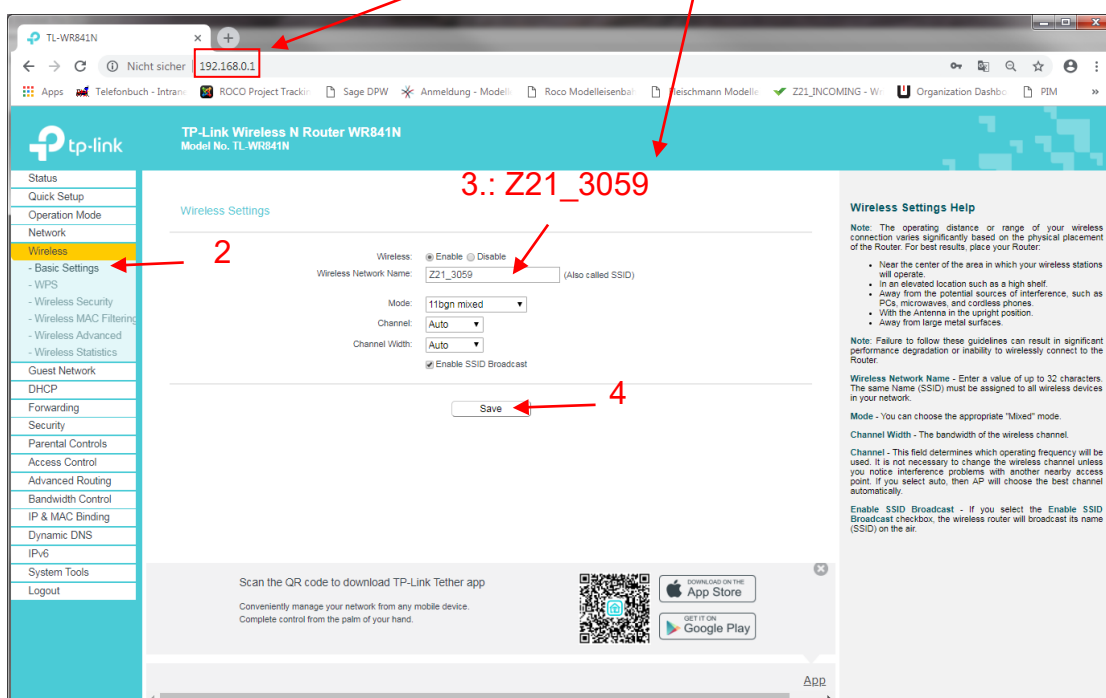 TL-WR841N
Nicht sicher
192.168.0.1
Apps
Telefonbuch - Intran
ROCO Project Trackin
Sage DPW
Anmeldung - Modell
Roco Modelleisenbah
Fleischmann Modelle
Z21_INCOMING - Wr
Organization Dashbo
PIM
»
tp-link
TP-Link Wireless N Router WR841N
Model No. TL-WR841N
Status
Quick Setup
Operation Mode
Network
Wireless
- Basic Settings
- WPS
- Wireless Security
- Wireless MAC Filtering
- Wireless Advanced
- Wireless Statistics
Guest Network
DHCP
Forwarding
Security
Parental Controls
Access Control
Advanced Routing
Bandwidth Control
IP & MAC Binding
Dynamic DNS
IPv6
System Tools
Logout
2
3.: Z21_3059
Wireless Settings
Wireless: Enable Disable
Wireless Network Name: Z21_3059 (Also called SSID)
Mode: 11bgn mixed
Channel: Auto
Channel Width: Auto
Enable SSID Broadcast
Save
4
Wireless Settings Help
Note: The operating distance or range of your wireless
connection varies significantly based on the physical placement
of the Router. For best results, place your Router:
• Near the center of the area in which your wireless stations
will operate.
• In an elevated location such as a high shelf.
• Away from the potential sources of interference, such as
PCs, microwaves, and cordless phones.
• With the Antenna in the upright position.
• Away from large metal surfaces.
Note: Failure to follow these guidelines can result in significant
performance degradation or inability to wirelessly connect to the
Router.
Wireless Network Name - Enter a value of up to 32 characters.
The same Name (SSID) must be assigned to all wireless devices
in your network.
Mode - You can choose the appropriate "Mixed" mode.
Channel Width - The bandwidth of the wireless channel.
Channel - This field determines which operating frequency will be
used. It is not necessary to change the wireless channel unless
you notice interference problems with another nearby access
point. If you select auto, then AP will choose the best channel
automatically.
Enable SSID Broadcast - If you select the Enable SSID
Broadcast checkbox, the wireless router will broadcast its name
(SSID) on the air.
Scan the QR code to download TP-Link Tether app
Conveniently manage your network from any mobile device.
Complete control from the palm of your hand.
DOWNLOAD ON THE
App Store
GET IT ON
Google Play
App